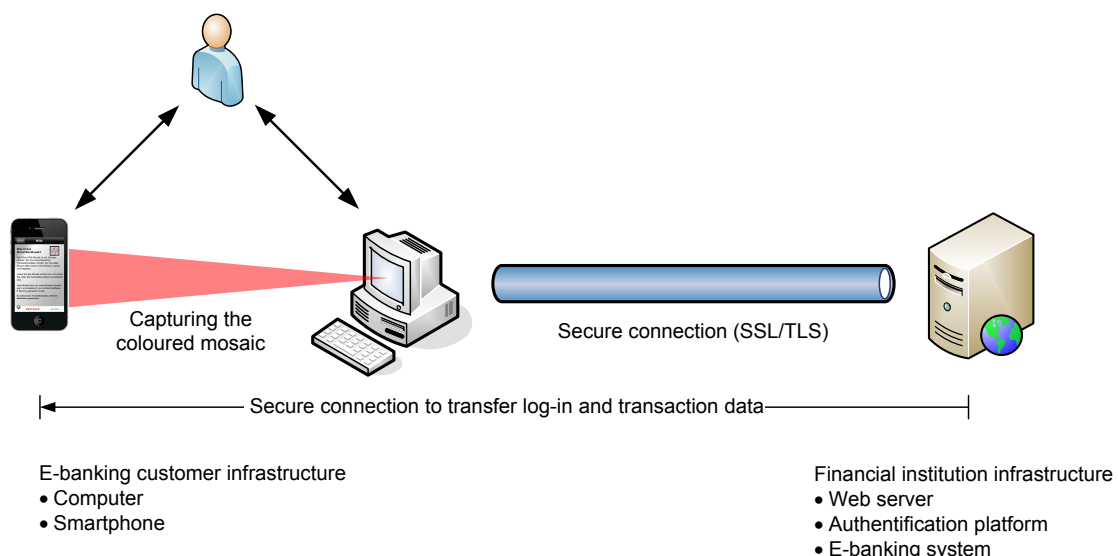 Capturing the
coloured mosaic
Secure connection (SSL/TLS)
Secure connection to transfer log-in and transaction data
E-banking customer infrastructure
• Computer
• Smartphone
Financial institution infrastructure
• Web server
• Authentification platform
• E-banking system